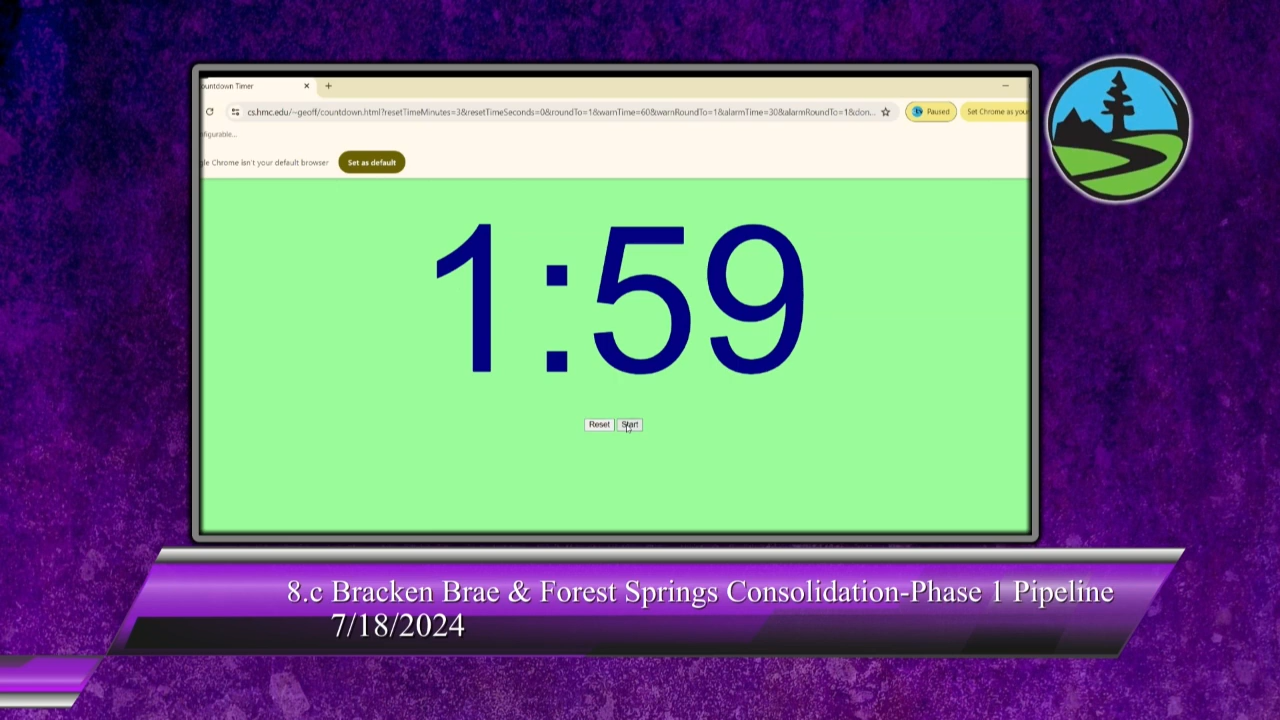 ountdown Timer
cs.hmc.edu/~geoff/countdown.html?resetTimeMinutes=3&resetTimeSeconds=0&roundTo=1&warnTime=60&warnRoundTo=1&alarmTime=30&alarmRoundTo=1&don...
Paused
Set Chrome as your
figurable...
gle Chrome isn't your default browser
Set as default
1:59
Reset
Start
8.c Bracken Brae & Forest Springs Consolidation-Phase 1 Pipeline
7/18/2024